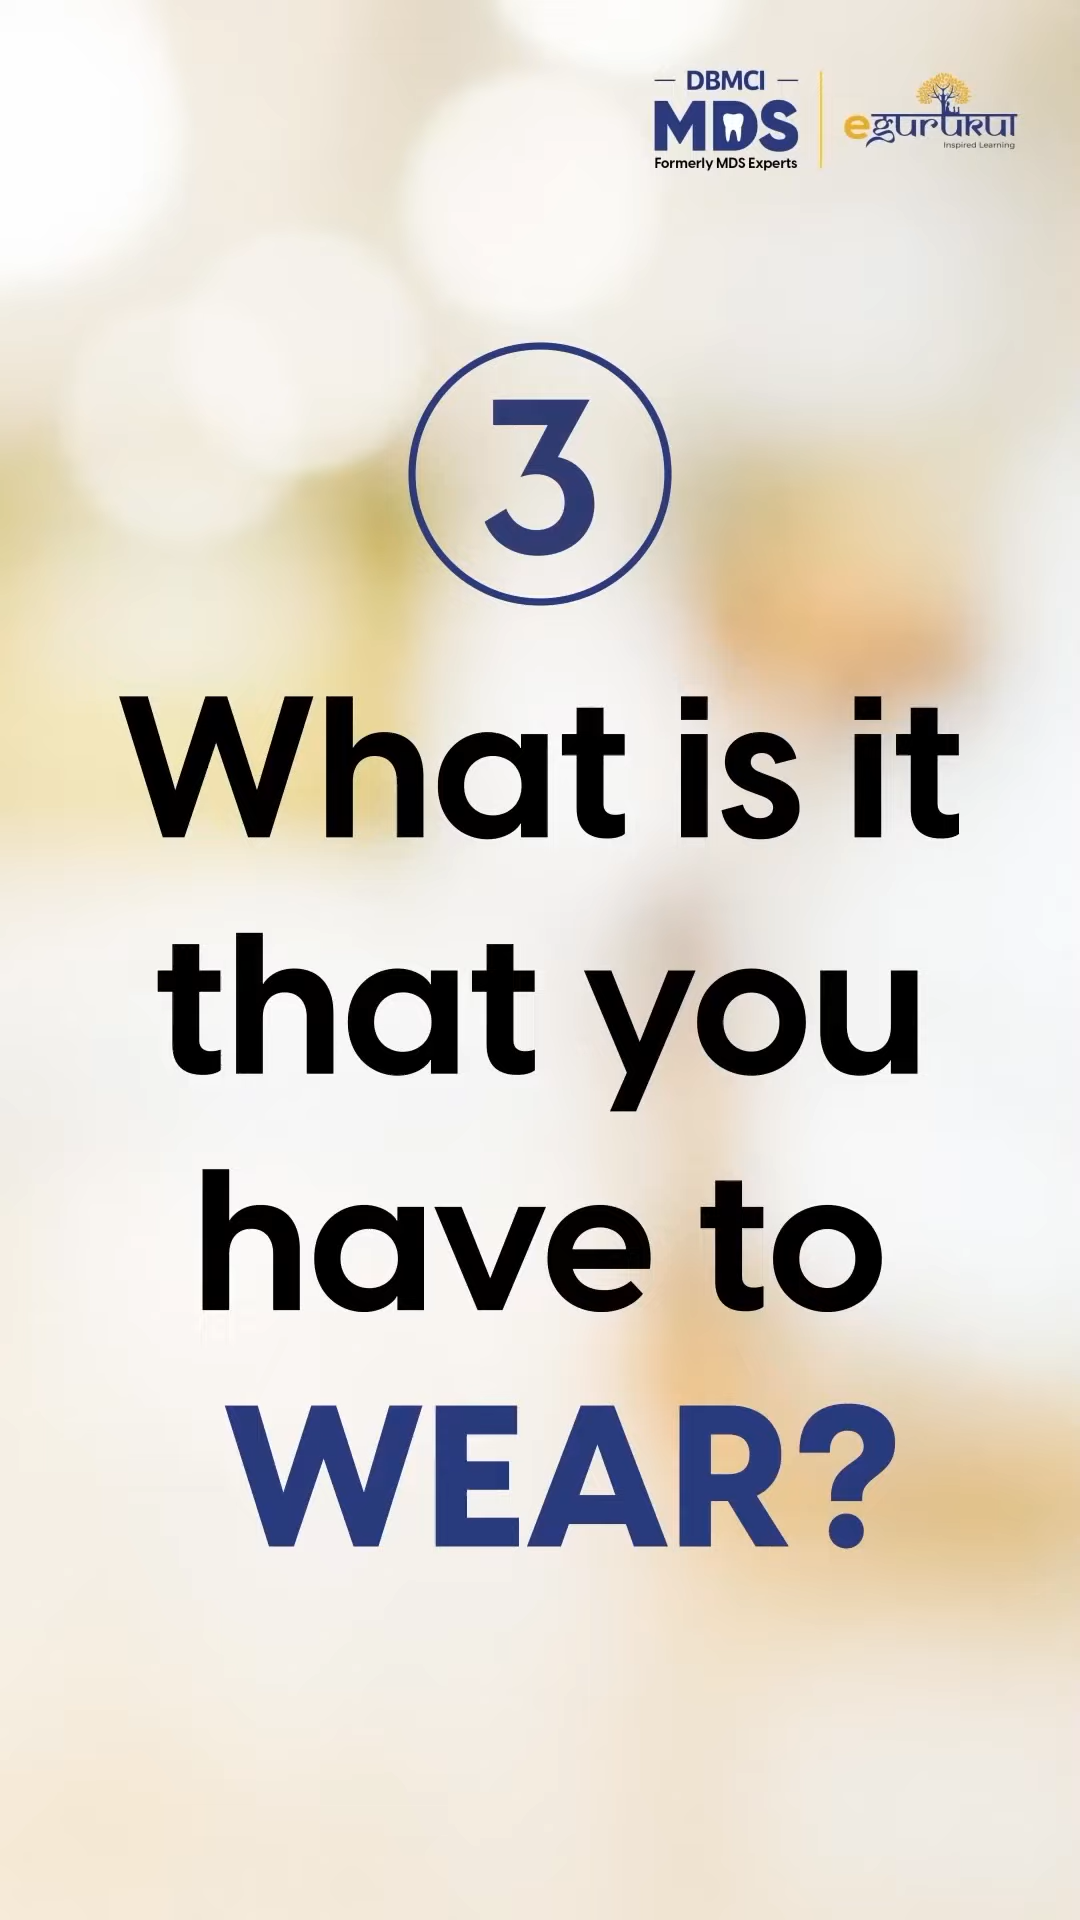 DBMCI
MDS
Formerly MDS Experts
egurukul
Inspired Learning
3
What is it
that you
have to
WEAR?